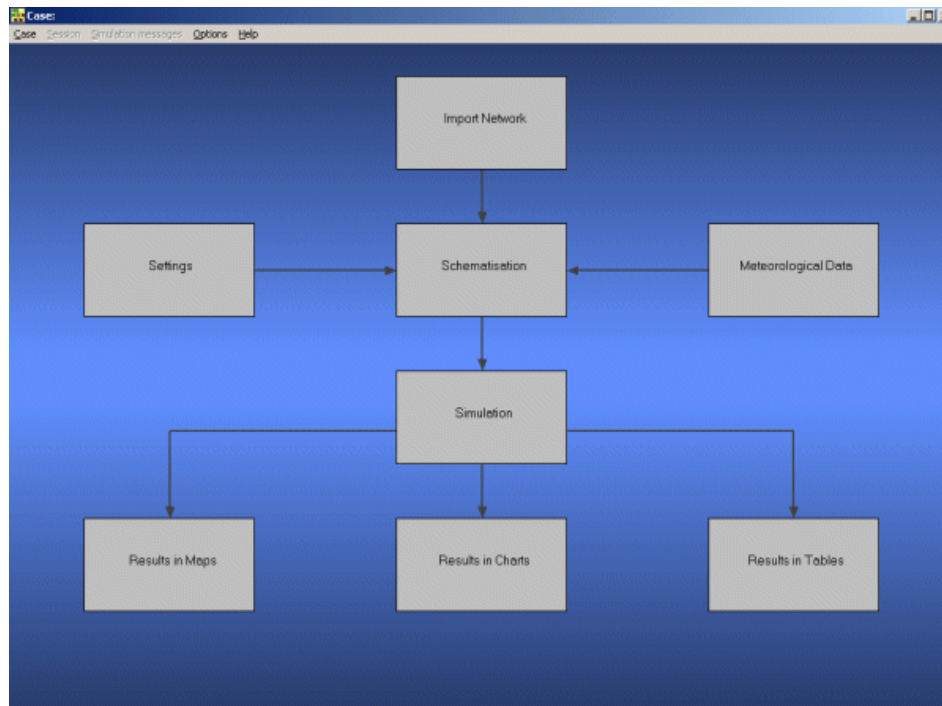 Case:
Case Session Simulation messages Options Help
Import Network
Settings Schematisation Meteorological Data
Simulation
Results in Maps Results in Charts Results in Tables